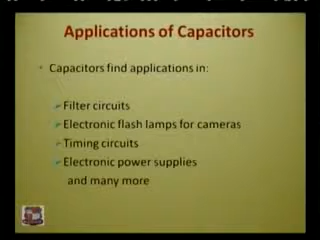 Applications of Capacitors
• Capacitors find applications in:
Filter circuits
Electronic flash lamps for cameras
Timing circuits
Electronic power supplies
and many more